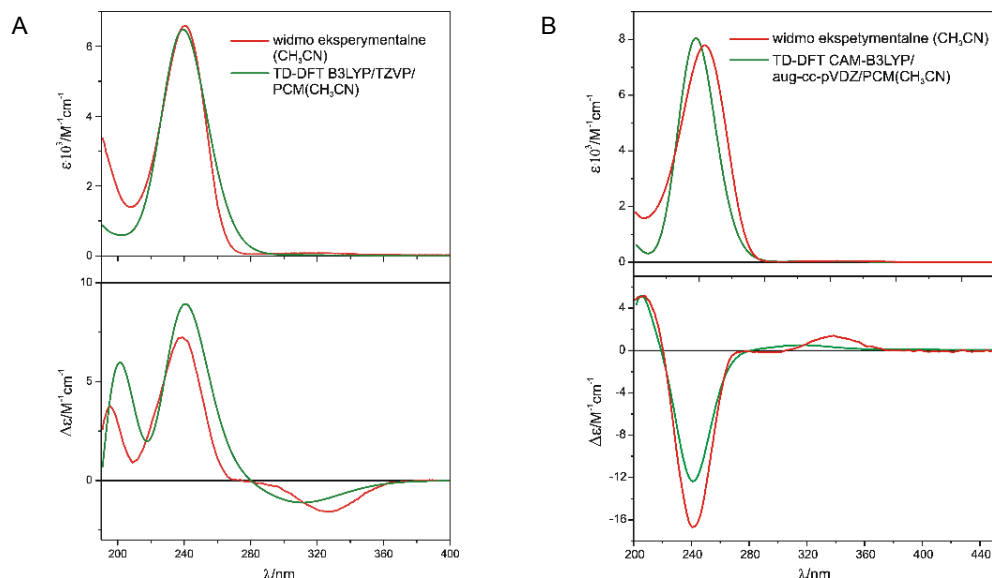 A
widmo eksperymentalne
(CH₃CN)
TD-DFT B3LYP/TZVP/
PCM(CH₃CN)
ε10³/M⁻¹cm⁻¹
6
4
2
0
10
5
0
Δε/M⁻¹cm⁻¹
200 240 280 320 360 400
λ/nm
B
widmo ekspetymentalne (CH₃CN)
TD-DFT CAM-B3LYP/
aug-cc-pVDZ/PCM(CH₃CN)
ε10³/M⁻¹cm⁻¹
8
6
4
2
0
4
0
-4
-8
-12
-16
Δε/M⁻¹cm⁻¹
200 240 280 320 360 400 440
λ/nm